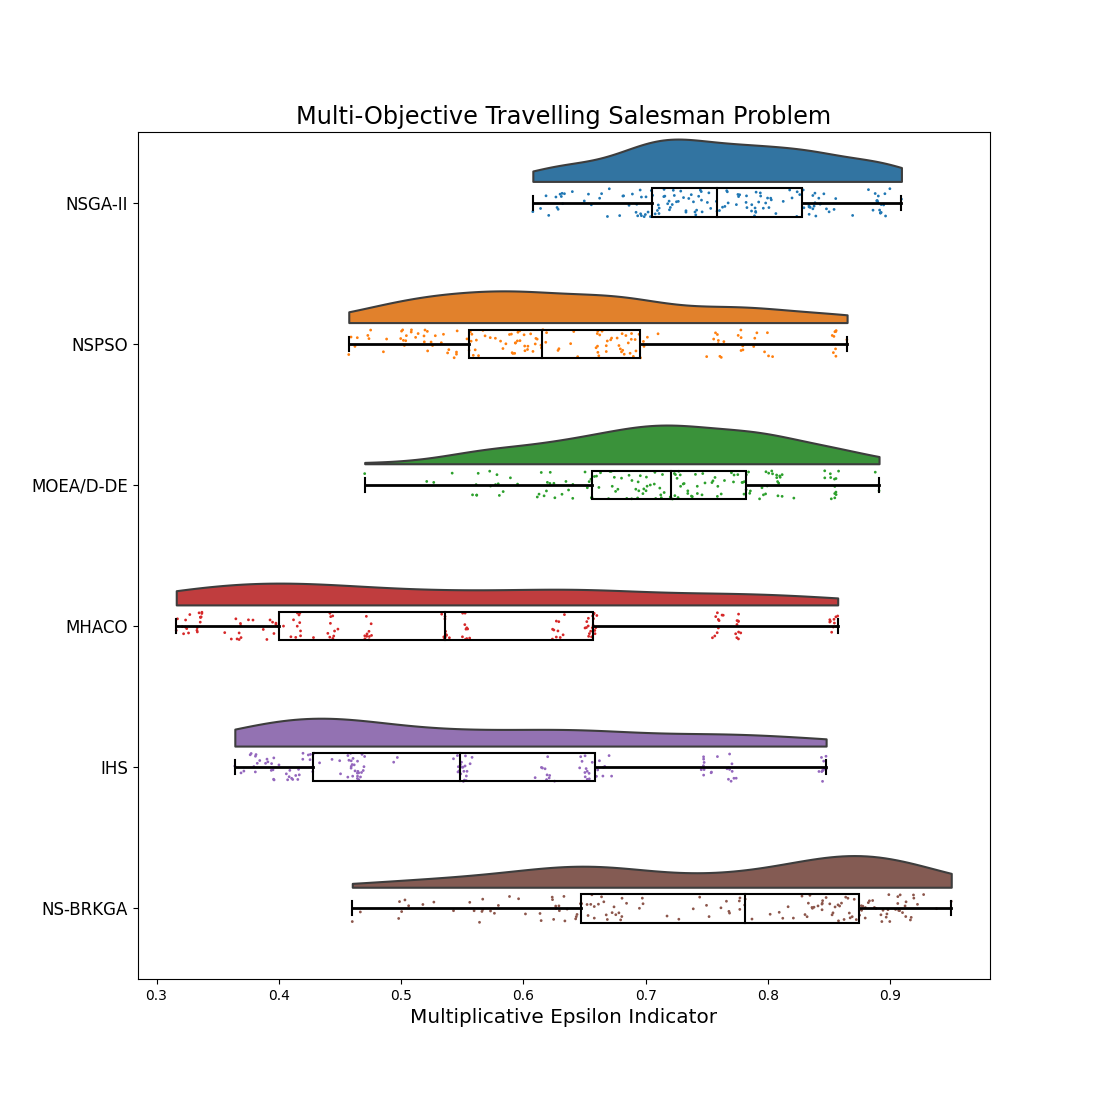 Multi-Objective Travelling Salesman Problem
NSGA-II
NSPSO
MOEA/D-DE
MHACO
IHS
NS-BRKGA
0.3 0.4 0.5 0.6 0.7 0.8 0.9
Multiplicative Epsilon Indicator